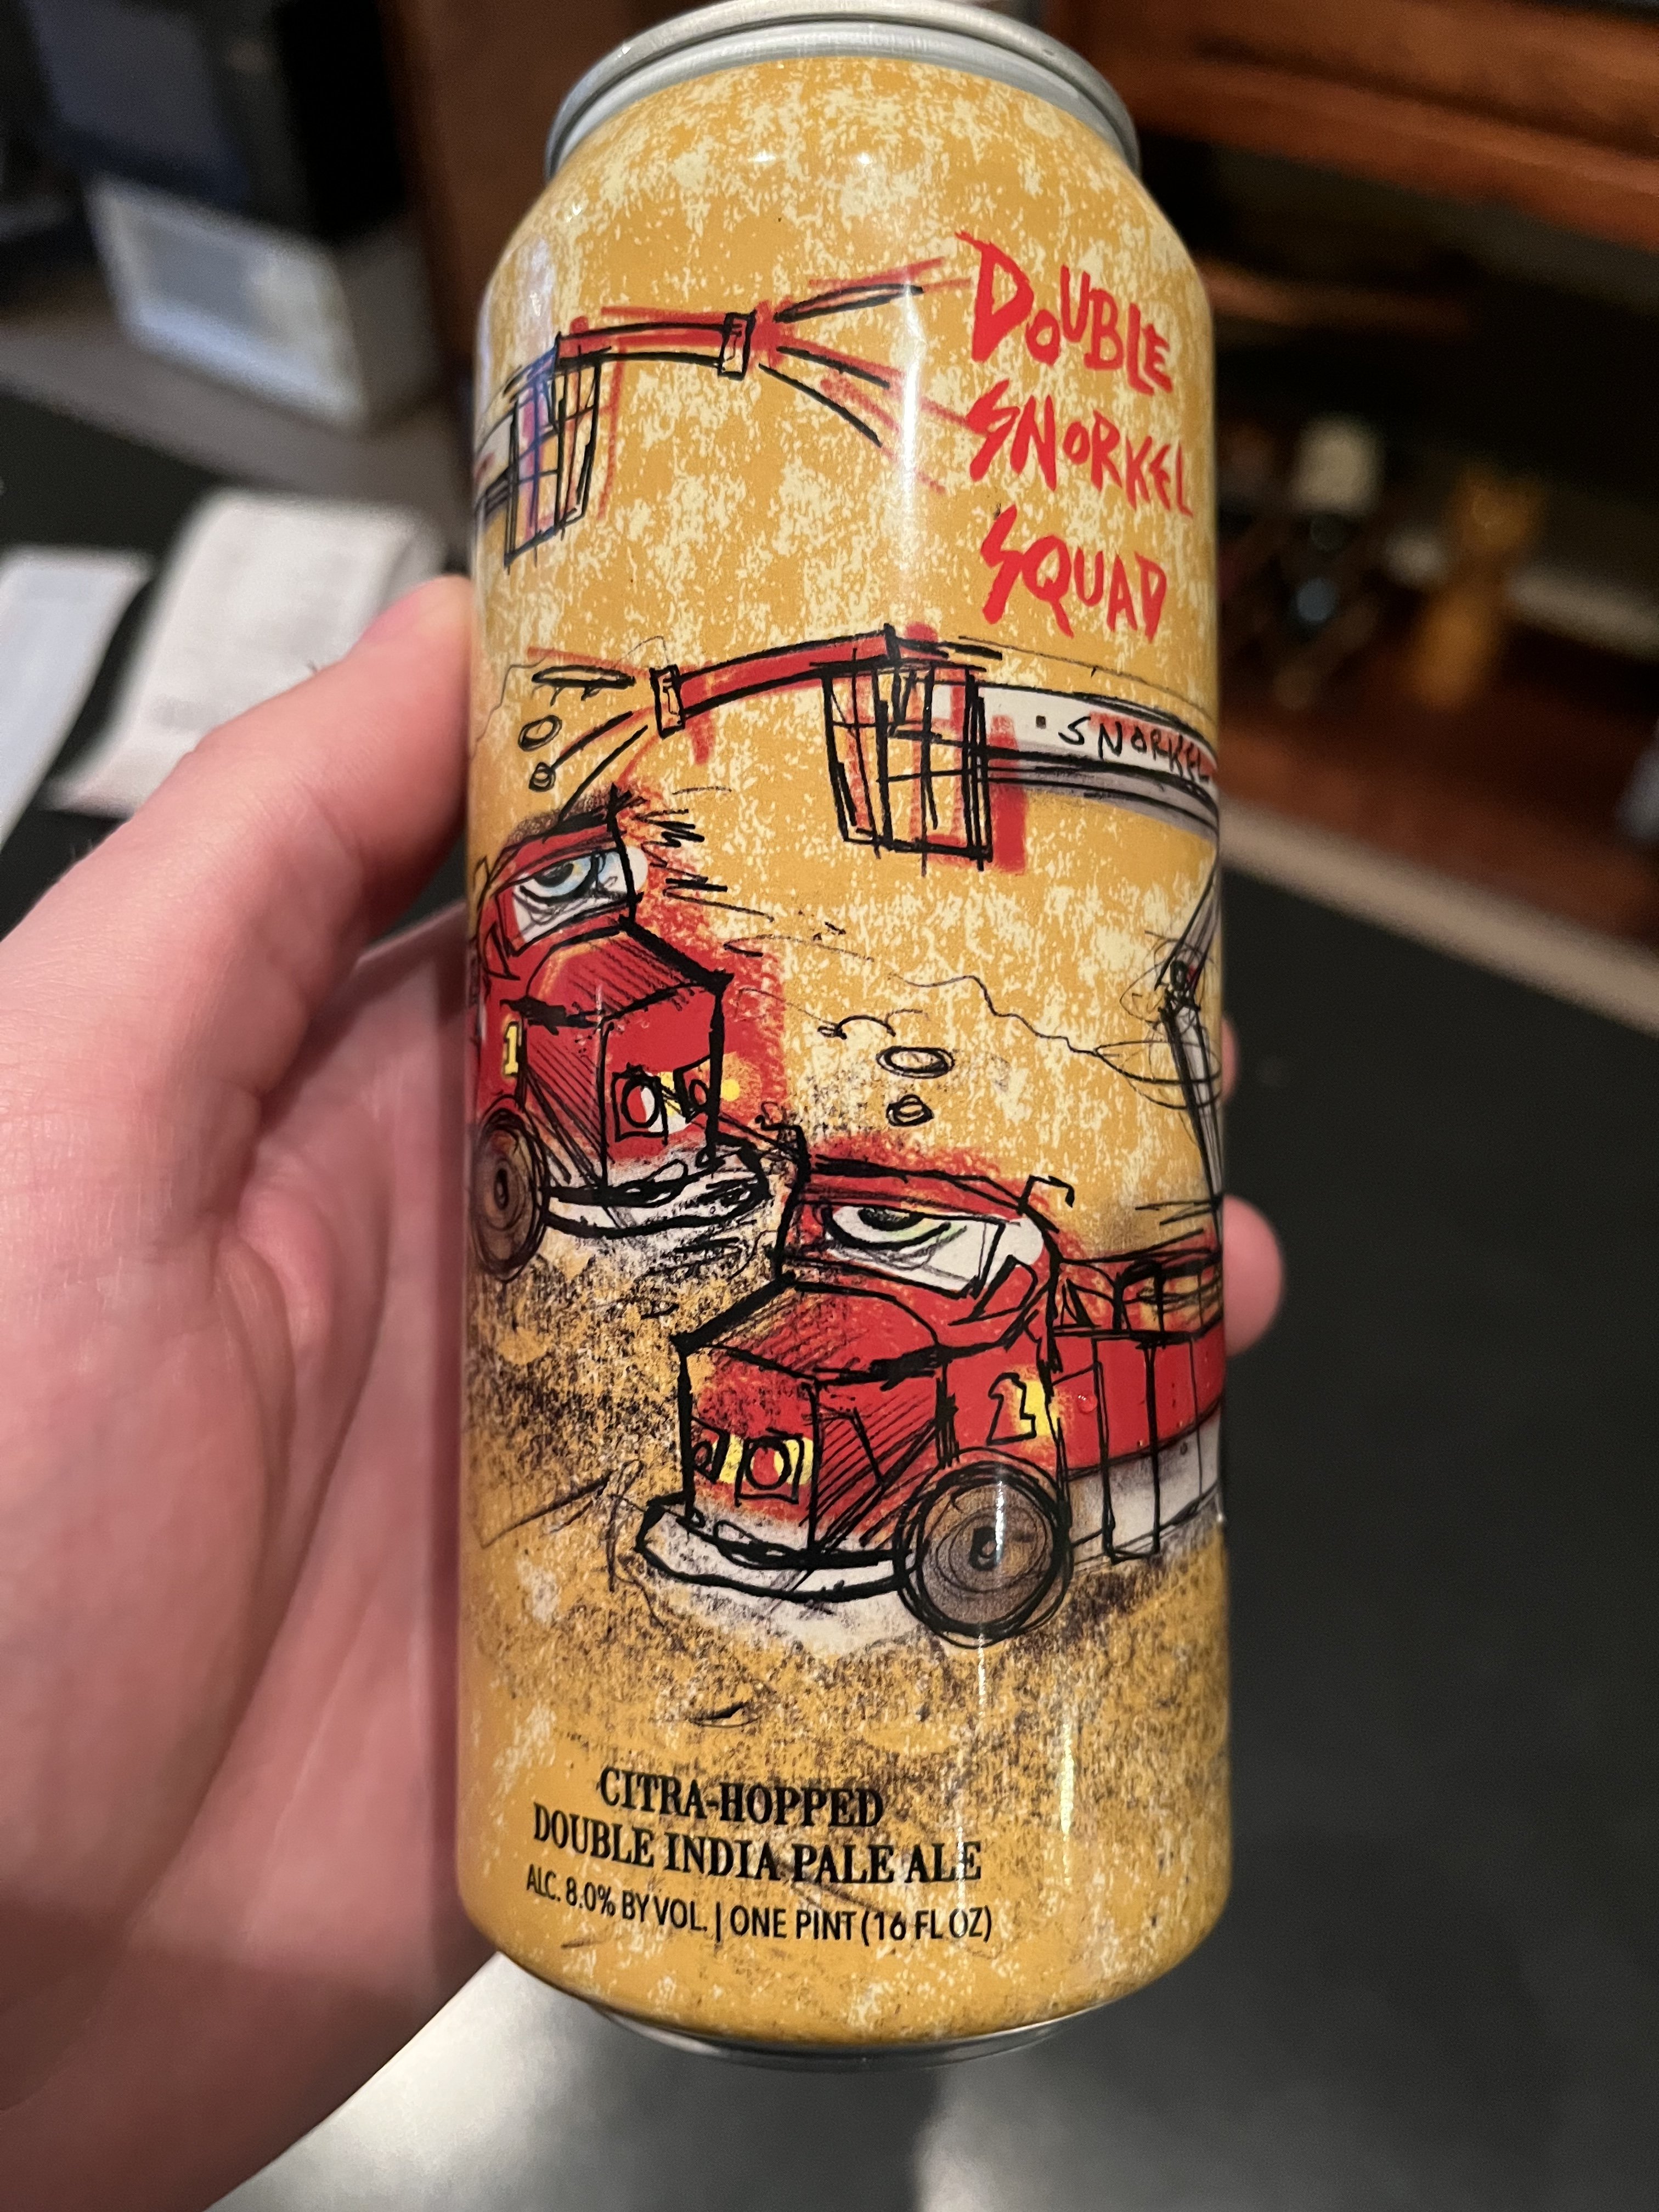 DOUBLE
SNORKEL
SQUAD
SNORKEL
1
2
CITRA-HOPPED
DOUBLE INDIA PALE ALE
ALC. 8.0% BY VOL. | ONE PINT (16 FL OZ)